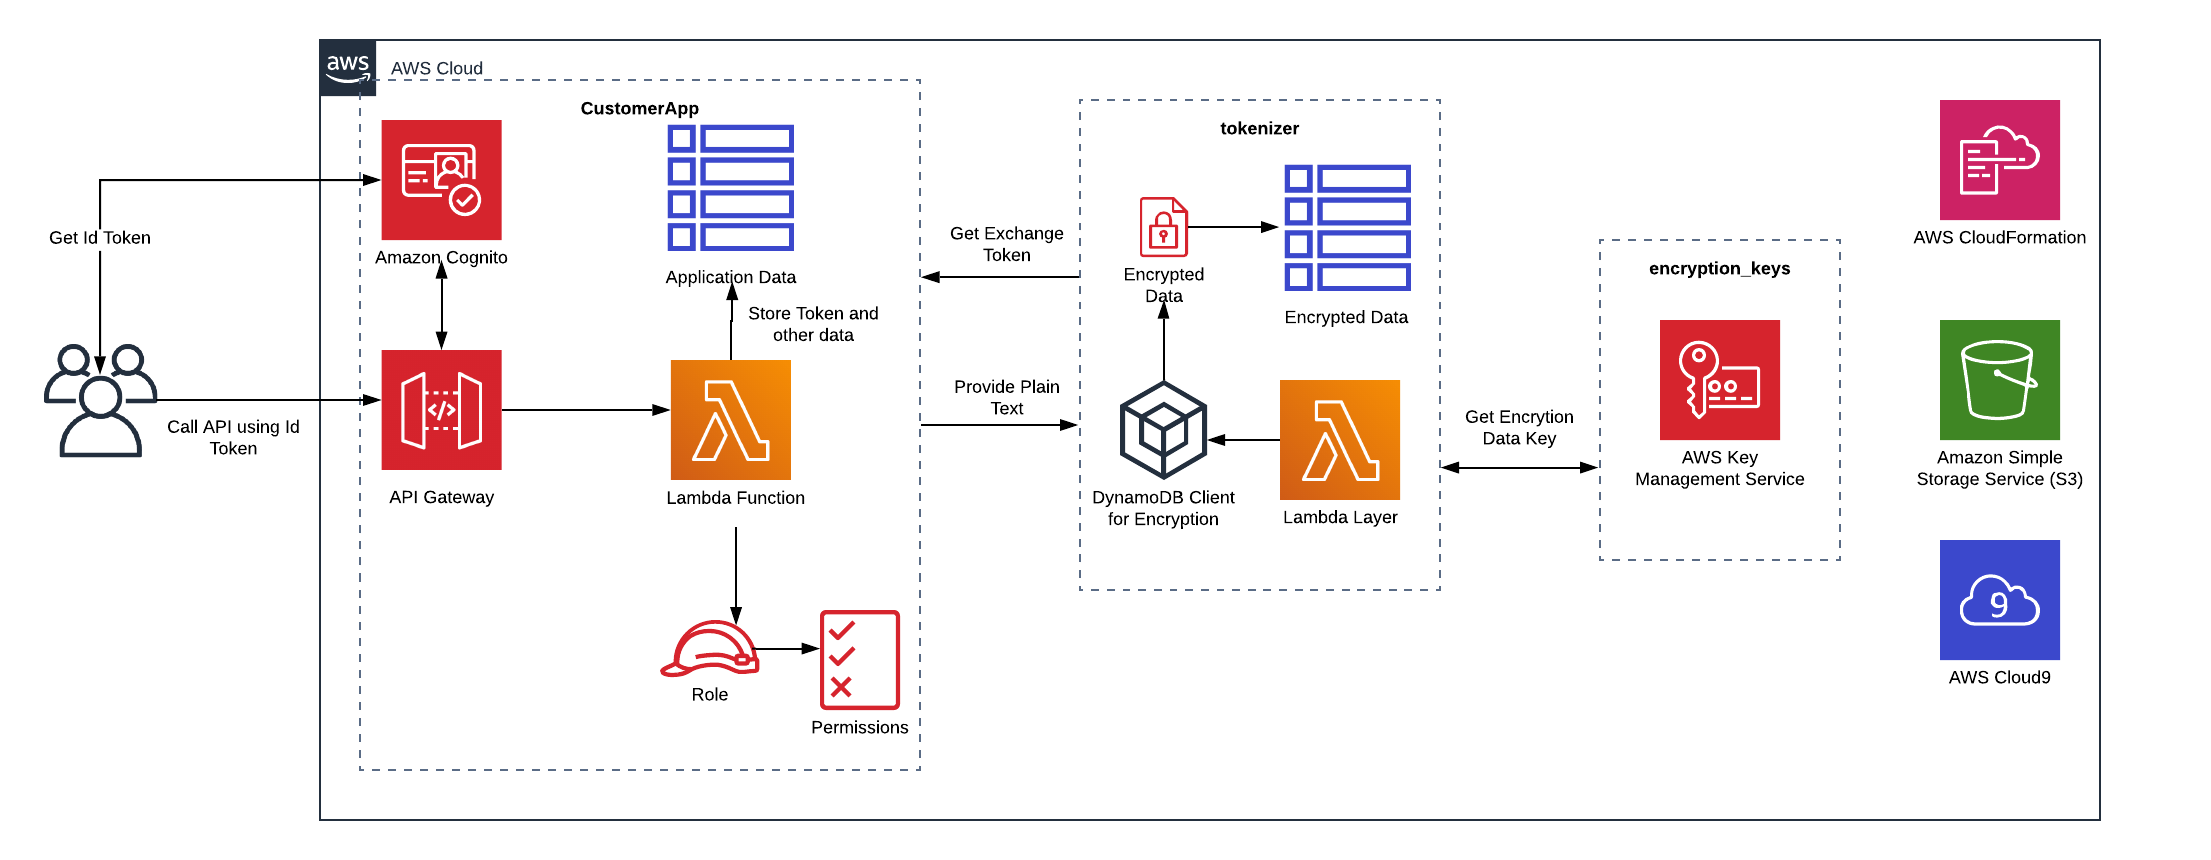 aws
AWS Cloud
CustomerApp
Amazon Cognito
Application Data
Get Id Token
Store Token and
other data
Call API using Id
Token
</>
API Gateway
Lambda Function
Role
Permissions
Get Exchange
Token
Provide Plain
Text
tokenizer
Encrypted
Data
Encrypted Data
DynamoDB Client
for Encryption
Lambda Layer
Get Encrytion
Data Key
encryption_keys
AWS Key
Management Service
AWS CloudFormation
Amazon Simple
Storage Service (S3)
9
AWS Cloud9